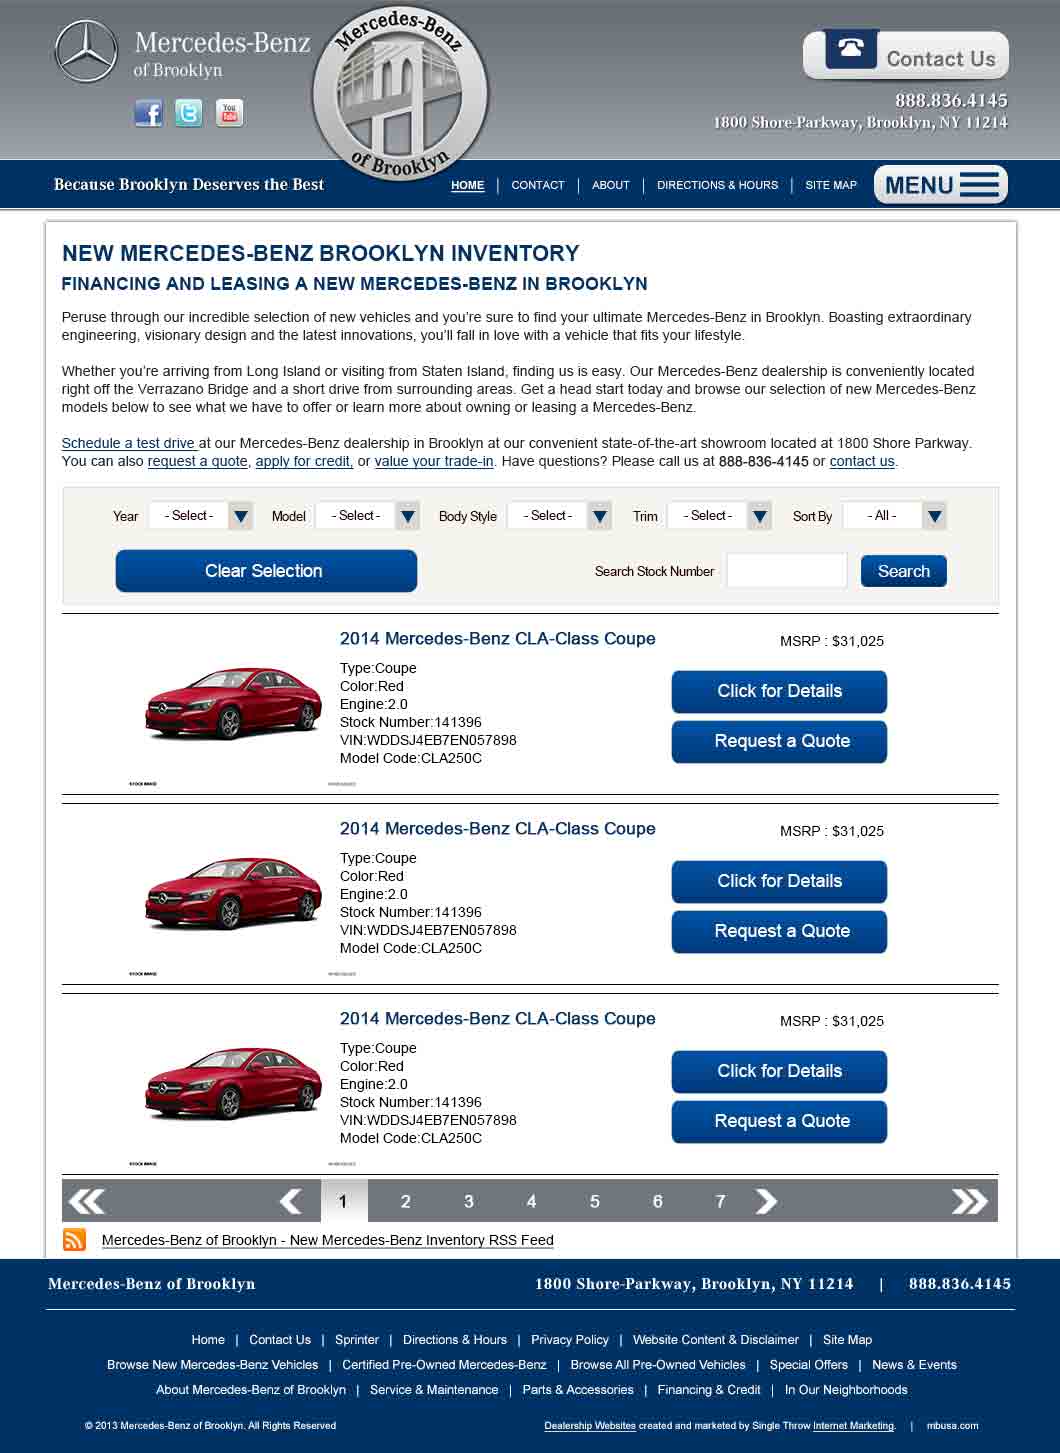 Mercedes-Benz
of Brooklyn
Mercedes-Benz
of Brooklyn
You
Tube
Contact Us
888.836.4145
1800 Shore-Parkway, Brooklyn, NY 11214
Because Brooklyn Deserves the Best
HOME | CONTACT | ABOUT | DIRECTIONS & HOURS | SITE MAP
MENU
NEW MERCEDES-BENZ BROOKLYN INVENTORY
FINANCING AND LEASING A NEW MERCEDES-BENZ IN BROOKLYN
Peruse through our incredible selection of new vehicles and you're sure to find your ultimate Mercedes-Benz in Brooklyn. Boasting extraordinary
engineering, visionary design and the latest innovations, you'll fall in love with a vehicle that fits your lifestyle.
Whether you're arriving from Long Island or visiting from Staten Island, finding us is easy. Our Mercedes-Benz dealership is conveniently located
right off the Verrazano Bridge and a short drive from surrounding areas. Get a head start today and browse our selection of new Mercedes-Benz
models below to see what we have to offer or learn more about owning or leasing a Mercedes-Benz.
Schedule a test drive at our Mercedes-Benz dealership in Brooklyn at our convenient state-of-the-art showroom located at 1800 Shore Parkway.
You can also request a quote, apply for credit, or value your trade-in. Have questions? Please call us at 888-836-4145 or contact us.
Year - Select - Model - Select - Body Style - Select - Trim - Select - Sort By - All -
Clear Selection Search Stock Number Search
2014 Mercedes-Benz CLA-Class Coupe MSRP : $31,025
Type:Coupe
Color:Red
Engine:2.0
Stock Number:141396
VIN:WDDSJ4EB7EN057898
Model Code:CLA250C
Click for Details
Request a Quote
STOCK IMAGE
2014 Mercedes-Benz CLA-Class Coupe MSRP : $31,025
Type:Coupe
Color:Red
Engine:2.0
Stock Number:141396
VIN:WDDSJ4EB7EN057898
Model Code:CLA250C
Click for Details
Request a Quote
STOCK IMAGE
2014 Mercedes-Benz CLA-Class Coupe MSRP : $31,025
Type:Coupe
Color:Red
Engine:2.0
Stock Number:141396
VIN:WDDSJ4EB7EN057898
Model Code:CLA250C
Click for Details
Request a Quote
STOCK IMAGE
1 2 3 4 5 6 7
Mercedes-Benz of Brooklyn - New Mercedes-Benz Inventory RSS Feed
Mercedes-Benz of Brooklyn 1800 Shore-Parkway, Brooklyn, NY 11214 | 888.836.4145
Home | Contact Us | Sprinter | Directions & Hours | Privacy Policy | Website Content & Disclaimer | Site Map
Browse New Mercedes-Benz Vehicles | Certified Pre-Owned Mercedes-Benz | Browse All Pre-Owned Vehicles | Special Offers | News & Events
About Mercedes-Benz of Brooklyn | Service & Maintenance | Parts & Accessories | Financing & Credit | In Our Neighborhoods
© 2013 Mercedes-Benz of Brooklyn. All Rights Reserved Dealership Websites created and marketed by Single Throw Internet Marketing. | mbusa.com